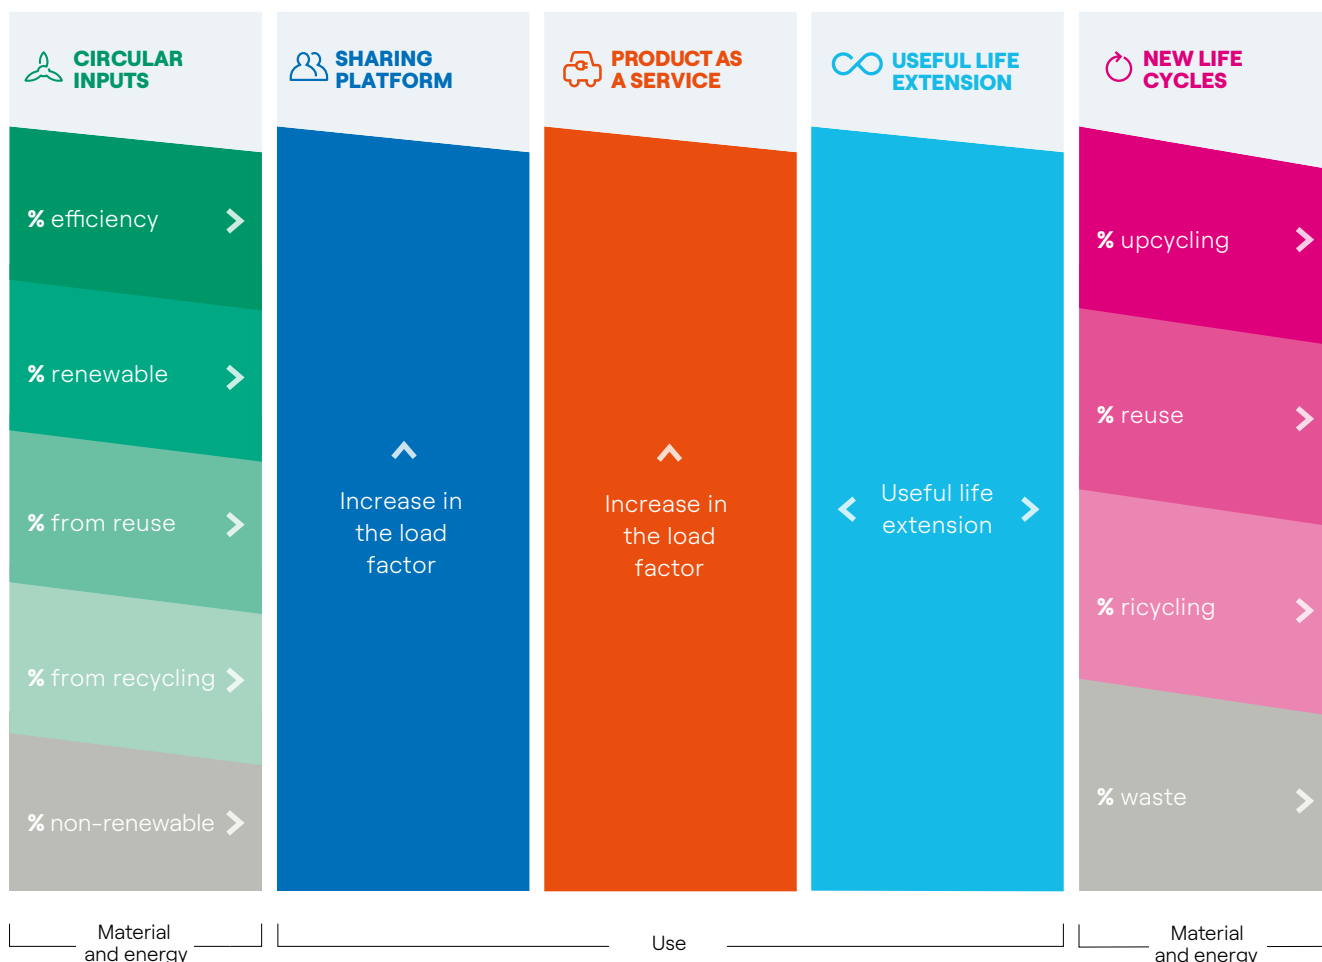 CIRCULAR
INPUTS
% efficiency
% renewable
% from reuse
% from recycling
% non-renewable
Material
and energy
SHARING
PLATFORM
Increase in
the load
factor
PRODUCT AS
A SERVICE
Increase in
the load
factor
USEFUL LIFE
EXTENSION
Useful life
extension
Use
NEW LIFE
CYCLES
% upcycling
% reuse
% ricycling
% waste
Material
and energy